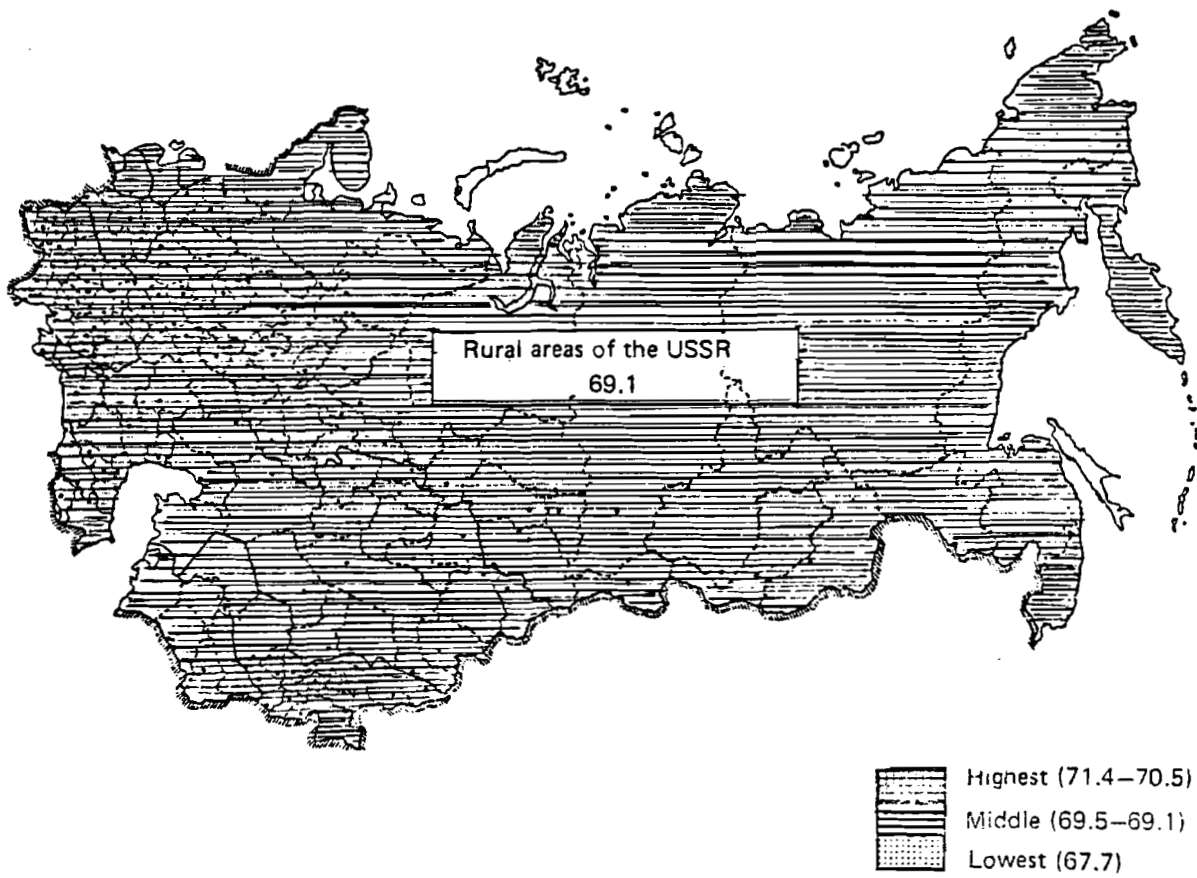 Rural areas of the USSR
69.1
Highest (71.4–70.5)
Middle (69.5–69.1)
Lowest (67.7)